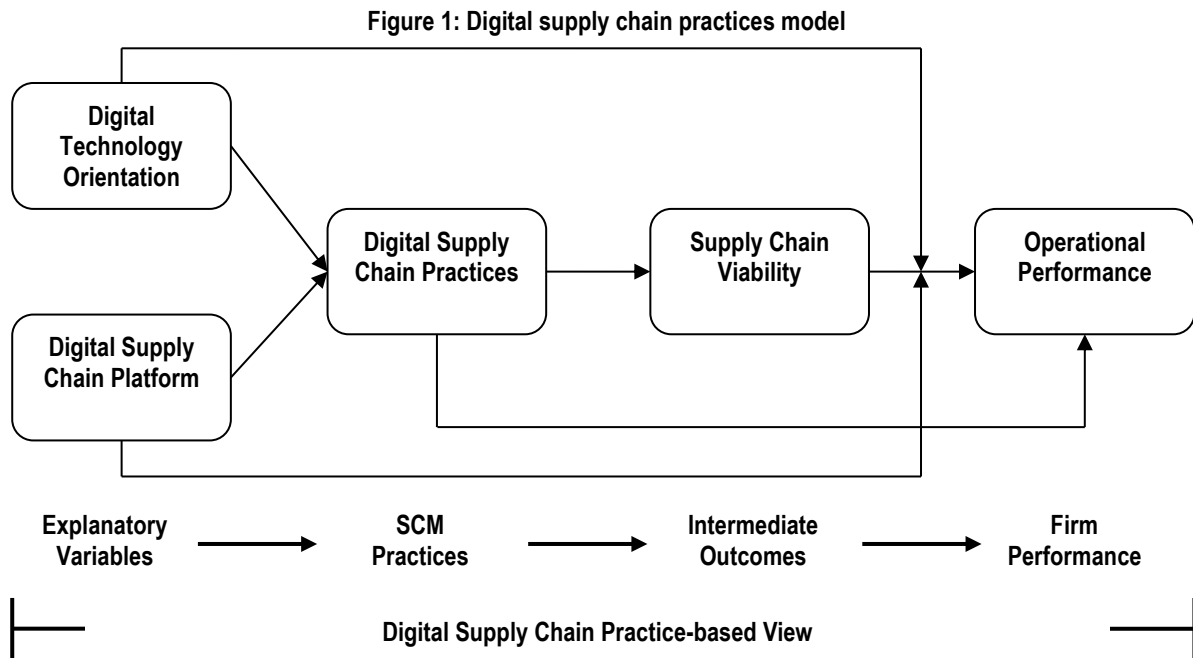 Figure 1: Digital supply chain practices model
Digital
Technology
Orientation
Digital Supply
Chain Platform
Digital Supply
Chain Practices
Supply Chain
Viability
Operational
Performance
Explanatory
Variables
SCM
Practices
Intermediate
Outcomes
Firm
Performance
Digital Supply Chain Practice-based View